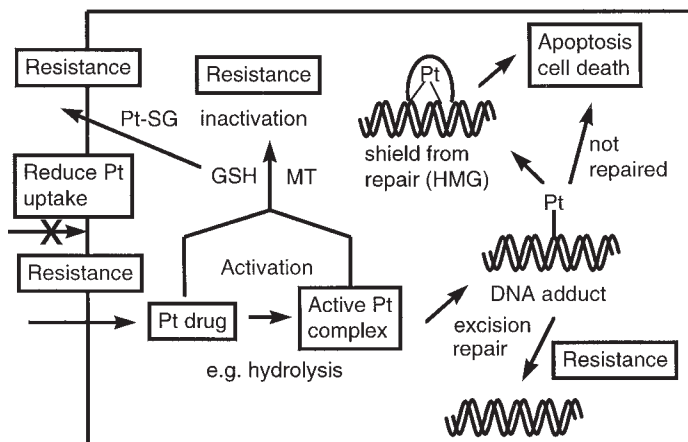 Resistance
Pt-SG
Reduce Pt
uptake
X
Resistance
Resistance
inactivation
GSH MT
Activation
Pt drug
Active Pt
complex
e.g. hydrolysis
Pt
shield from
repair (HMG)
Apoptosis
cell death
not
repaired
Pt
DNA adduct
excision
repair
Resistance